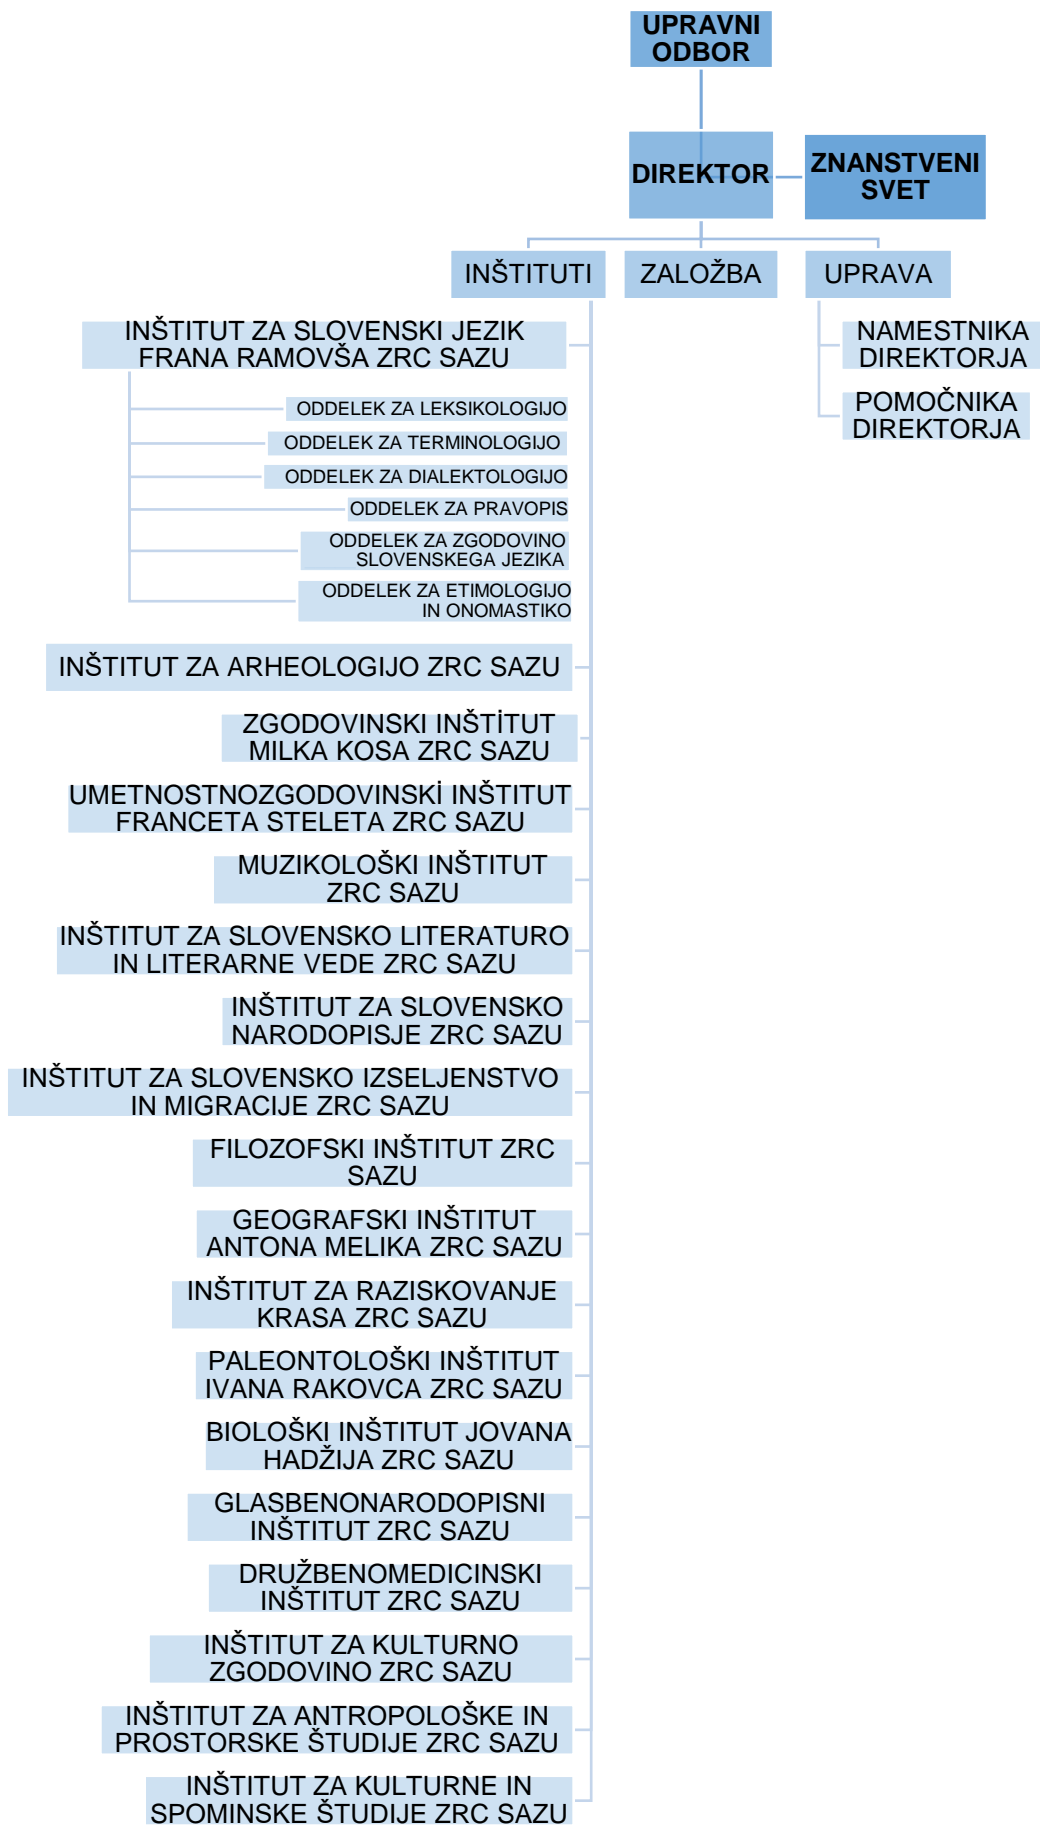 UPRAVNI
ODBOR
DIREKTOR
ZNANSTVENI
SVET
INŠTITUTI
ZALOŽBA
UPRAVA
INŠTITUT ZA SLOVENSKI JEZIK
FRANA RAMOVŠA ZRC SAZU
ODDELEK ZA LEKSIKOLOGIJO
ODDELEK ZA TERMINOLOGIJO
ODDELEK ZA DIALEKTOLOGIJO
ODDELEK ZA PRAVOPIS
ODDELEK ZA ZGODOVINO
SLOVENSKEGA JEZIKA
ODDELEK ZA ETIMOLOGIJO
IN ONOMASTIKO
NAMESTNIKA
DIREKTORJA
POMOČNIKA
DIREKTORJA
INŠTITUT ZA ARHEOLOGIJO ZRC SAZU
ZGODOVINSKI INŠTİTUT
MILKA KOSA ZRC SAZU
UMETNOSTNOZGODOVINSKİ INŠTITUT
FRANCETA STELETA ZRC SAZU
MUZIKOLOŠKI INŠTITUT
ZRC SAZU
INŠTITUT ZA SLOVENSKO LITERATURO
IN LITERARNE VEDE ZRC SAZU
INŠTITUT ZA SLOVENSKO
NARODOPISJE ZRC SAZU
INŠTITUT ZA SLOVENSKO IZSELJENSTVO
IN MIGRACIJE ZRC SAZU
FILOZOFSKI INŠTITUT ZRC
SAZU
GEOGRAFSKI INŠTITUT
ANTONA MELIKA ZRC SAZU
INŠTITUT ZA RAZISKOVANJE
KRASA ZRC SAZU
PALEONTOLOŠKI INŠTITUT
IVANA RAKOVCA ZRC SAZU
BIOLOŠKI INŠTITUT JOVANA
HADŽIJA ZRC SAZU
GLASBENONARODOPISNI
INŠTITUT ZRC SAZU
DRUŽBENOMEDICINSKI
INŠTITUT ZRC SAZU
INŠTITUT ZA KULTURNO
ZGODOVINO ZRC SAZU
INŠTITUT ZA ANTROPOLOŠKE IN
PROSTORSKE ŠTUDIJE ZRC SAZU
INŠTITUT ZA KULTURNE IN
SPOMINSKE ŠTUDIJE ZRC SAZU